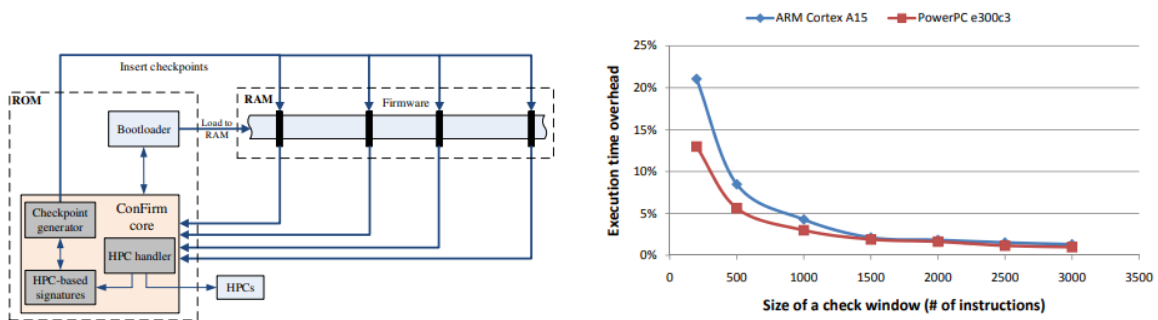 Insert checkpoints
ROM
RAM
Firmware
Bootloader
Load to
RAM
ConFirm
core
Checkpoint
generator
HPC handler
HPC-based
signatures
HPCs
ARM Cortex A15
PowerPC e300c3
Execution time overhead
25%
20%
15%
10%
5%
0%
0 500 1000 1500 2000 2500 3000 3500
Size of a check window (# of instructions)